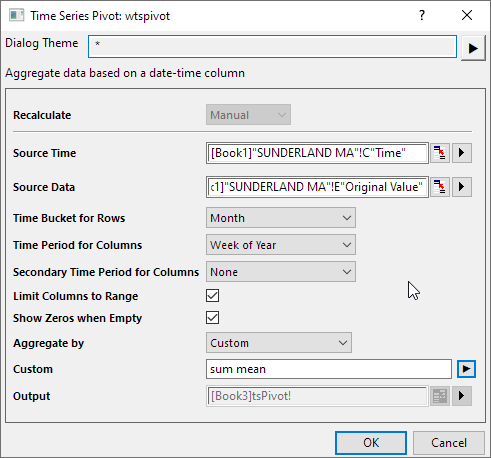 Time Series Pivot: wtspivot
Dialog Theme *
Aggregate data based on a date-time column
Recalculate Manual
Source Time [Book1]"SUNDERLAND MA"!C"Time"
Source Data 1]"SUNDERLAND MA"!E"Original Value"
Time Bucket for Rows Month
Time Period for Columns Week of Year
Secondary Time Period for Columns None
Limit Columns to Range
Show Zeros when Empty
Aggregate by Custom
Custom sum mean
Output [Book3]tsPivot!
OK Cancel